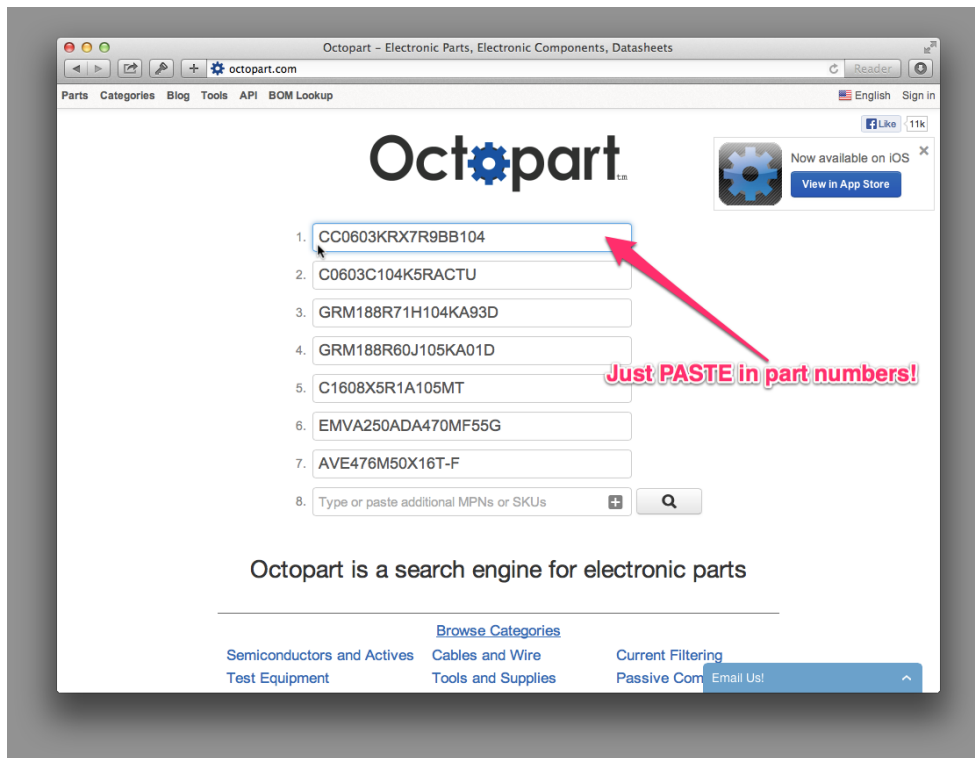 Octopart – Electronic Parts, Electronic Components, Datasheets
octopart.com
Reader
Parts Categories Blog Tools API BOM Lookup
English Sign in
Like 11k
Octopart tm
Now available on iOS
View in App Store
1. CC0603KRX7R9BB104
2. C0603C104K5RACTU
3. GRM188R71H104KA93D
4. GRM188R60J105KA01D
Just PASTE in part numbers!
5. C1608X5R1A105MT
6. EMVA250ADA470MF55G
7. AVE476M50X16T-F
8. Type or paste additional MPNs or SKUs
Octopart is a search engine for electronic parts
Browse Categories
Semiconductors and Actives Cables and Wire Current Filtering
Test Equipment Tools and Supplies Passive Com
Email Us!